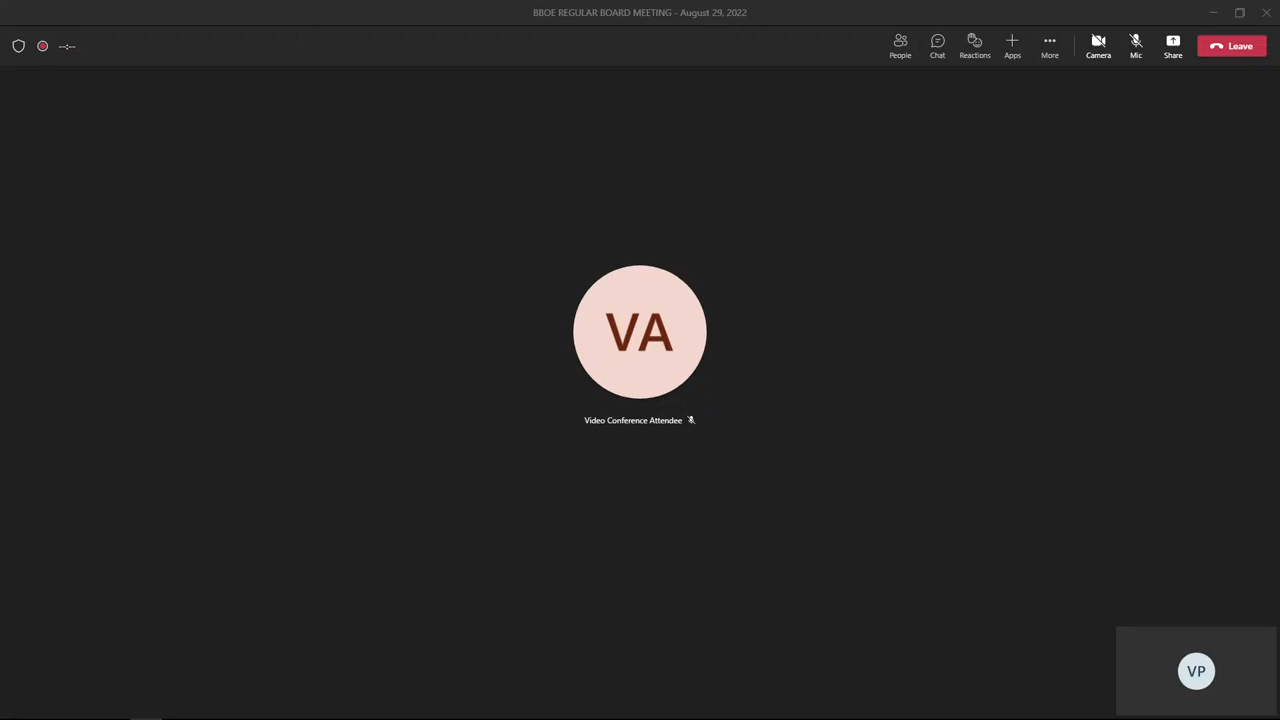 BBOE REGULAR BOARD MEETING - August 29, 2022
--:--
People
Chat
Reactions
Apps
More
Camera
Mic
Share
Leave
VA
Video Conference Attendee
VP